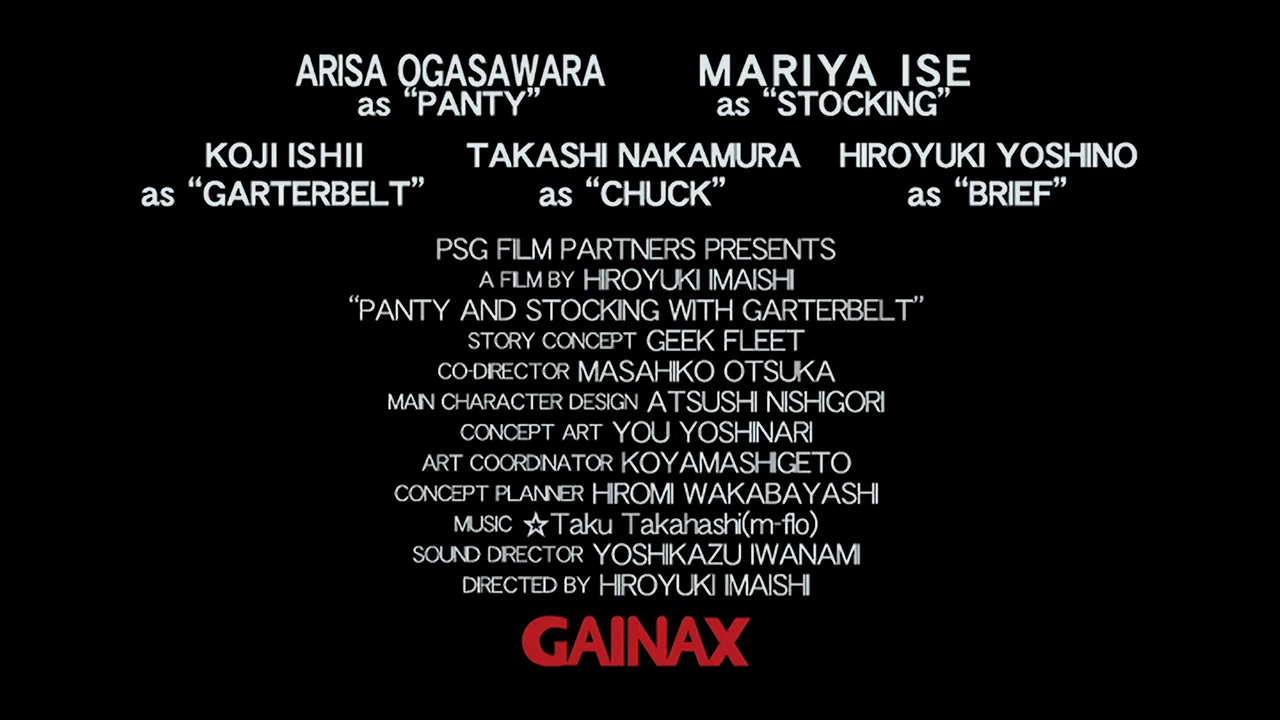 ARISA OGASAWARA MARIYA ISE
as “PANTY” as “STOCKING”
KOJI ISHII TAKASHI NAKAMURA HIROYUKI YOSHINO
as “GARTERBELT” as “CHUCK” as “BRIEF”
PSG FILM PARTNERS PRESENTS
A FILM BY HIROYUKI IMAISHI
“PANTY AND STOCKING WITH GARTERBELT”
STORY CONCEPT GEEK FLEET
CO-DIRECTOR MASAHIKO OTSUKA
MAIN CHARACTER DESIGN ATSUSHI NISHIGORI
CONCEPT ART YOU YOSHINARI
ART COORDINATOR KOYAMASHIGETO
CONCEPT PLANNER HIROMI WAKABAYASHI
MUSIC ☆Taku Takahashi(m-flo)
SOUND DIRECTOR YOSHIKAZU IWANAMI
DIRECTED BY HIROYUKI IMAISHI
GAINAX